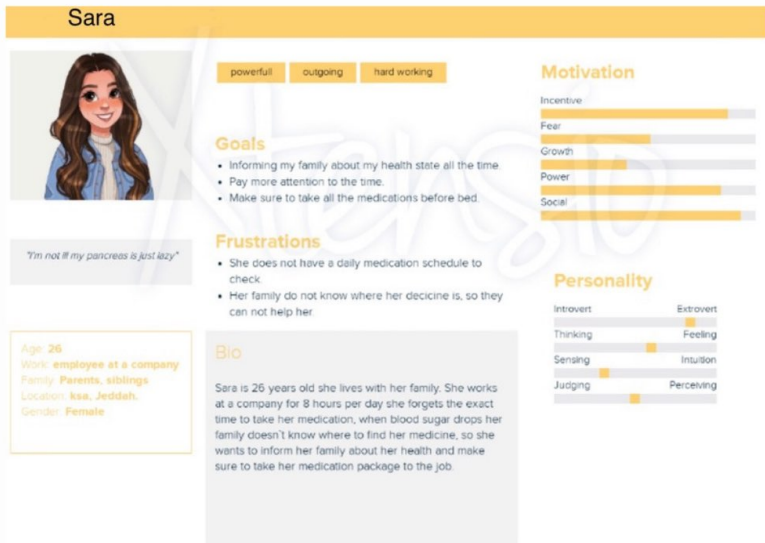 Sara
powerfull
outgoing
hard working
Goals
• Informing my family about my health state all the time.
• Pay more attention to the time.
• Make sure to take all the medications before bed.
Frustrations
• She does not have a daily medication schedule to
check.
• Her family do not know where her decicine is, so they
can not help her.
"I'm not ill my pancreas is just lazy"
Age: 26
Work: employee at a company
Family: Parents, siblings
Location: ksa, Jeddah.
Gender: Female
Bio
Sara is 26 years old she lives with her family. She works
at a company for 8 hours per day she forgets the exact
time to take her medication, when blood sugar drops her
family doesn`t know where to find her medicine, so she
wants to inform her family about her health and make
sure to take her medication package to the job.
Motivation
Incentive
Fear
Growth
Power
Social
Personality
Introvert Extrovert
Thinking Feeling
Sensing Intuition
Judging Perceiving
Xtensio